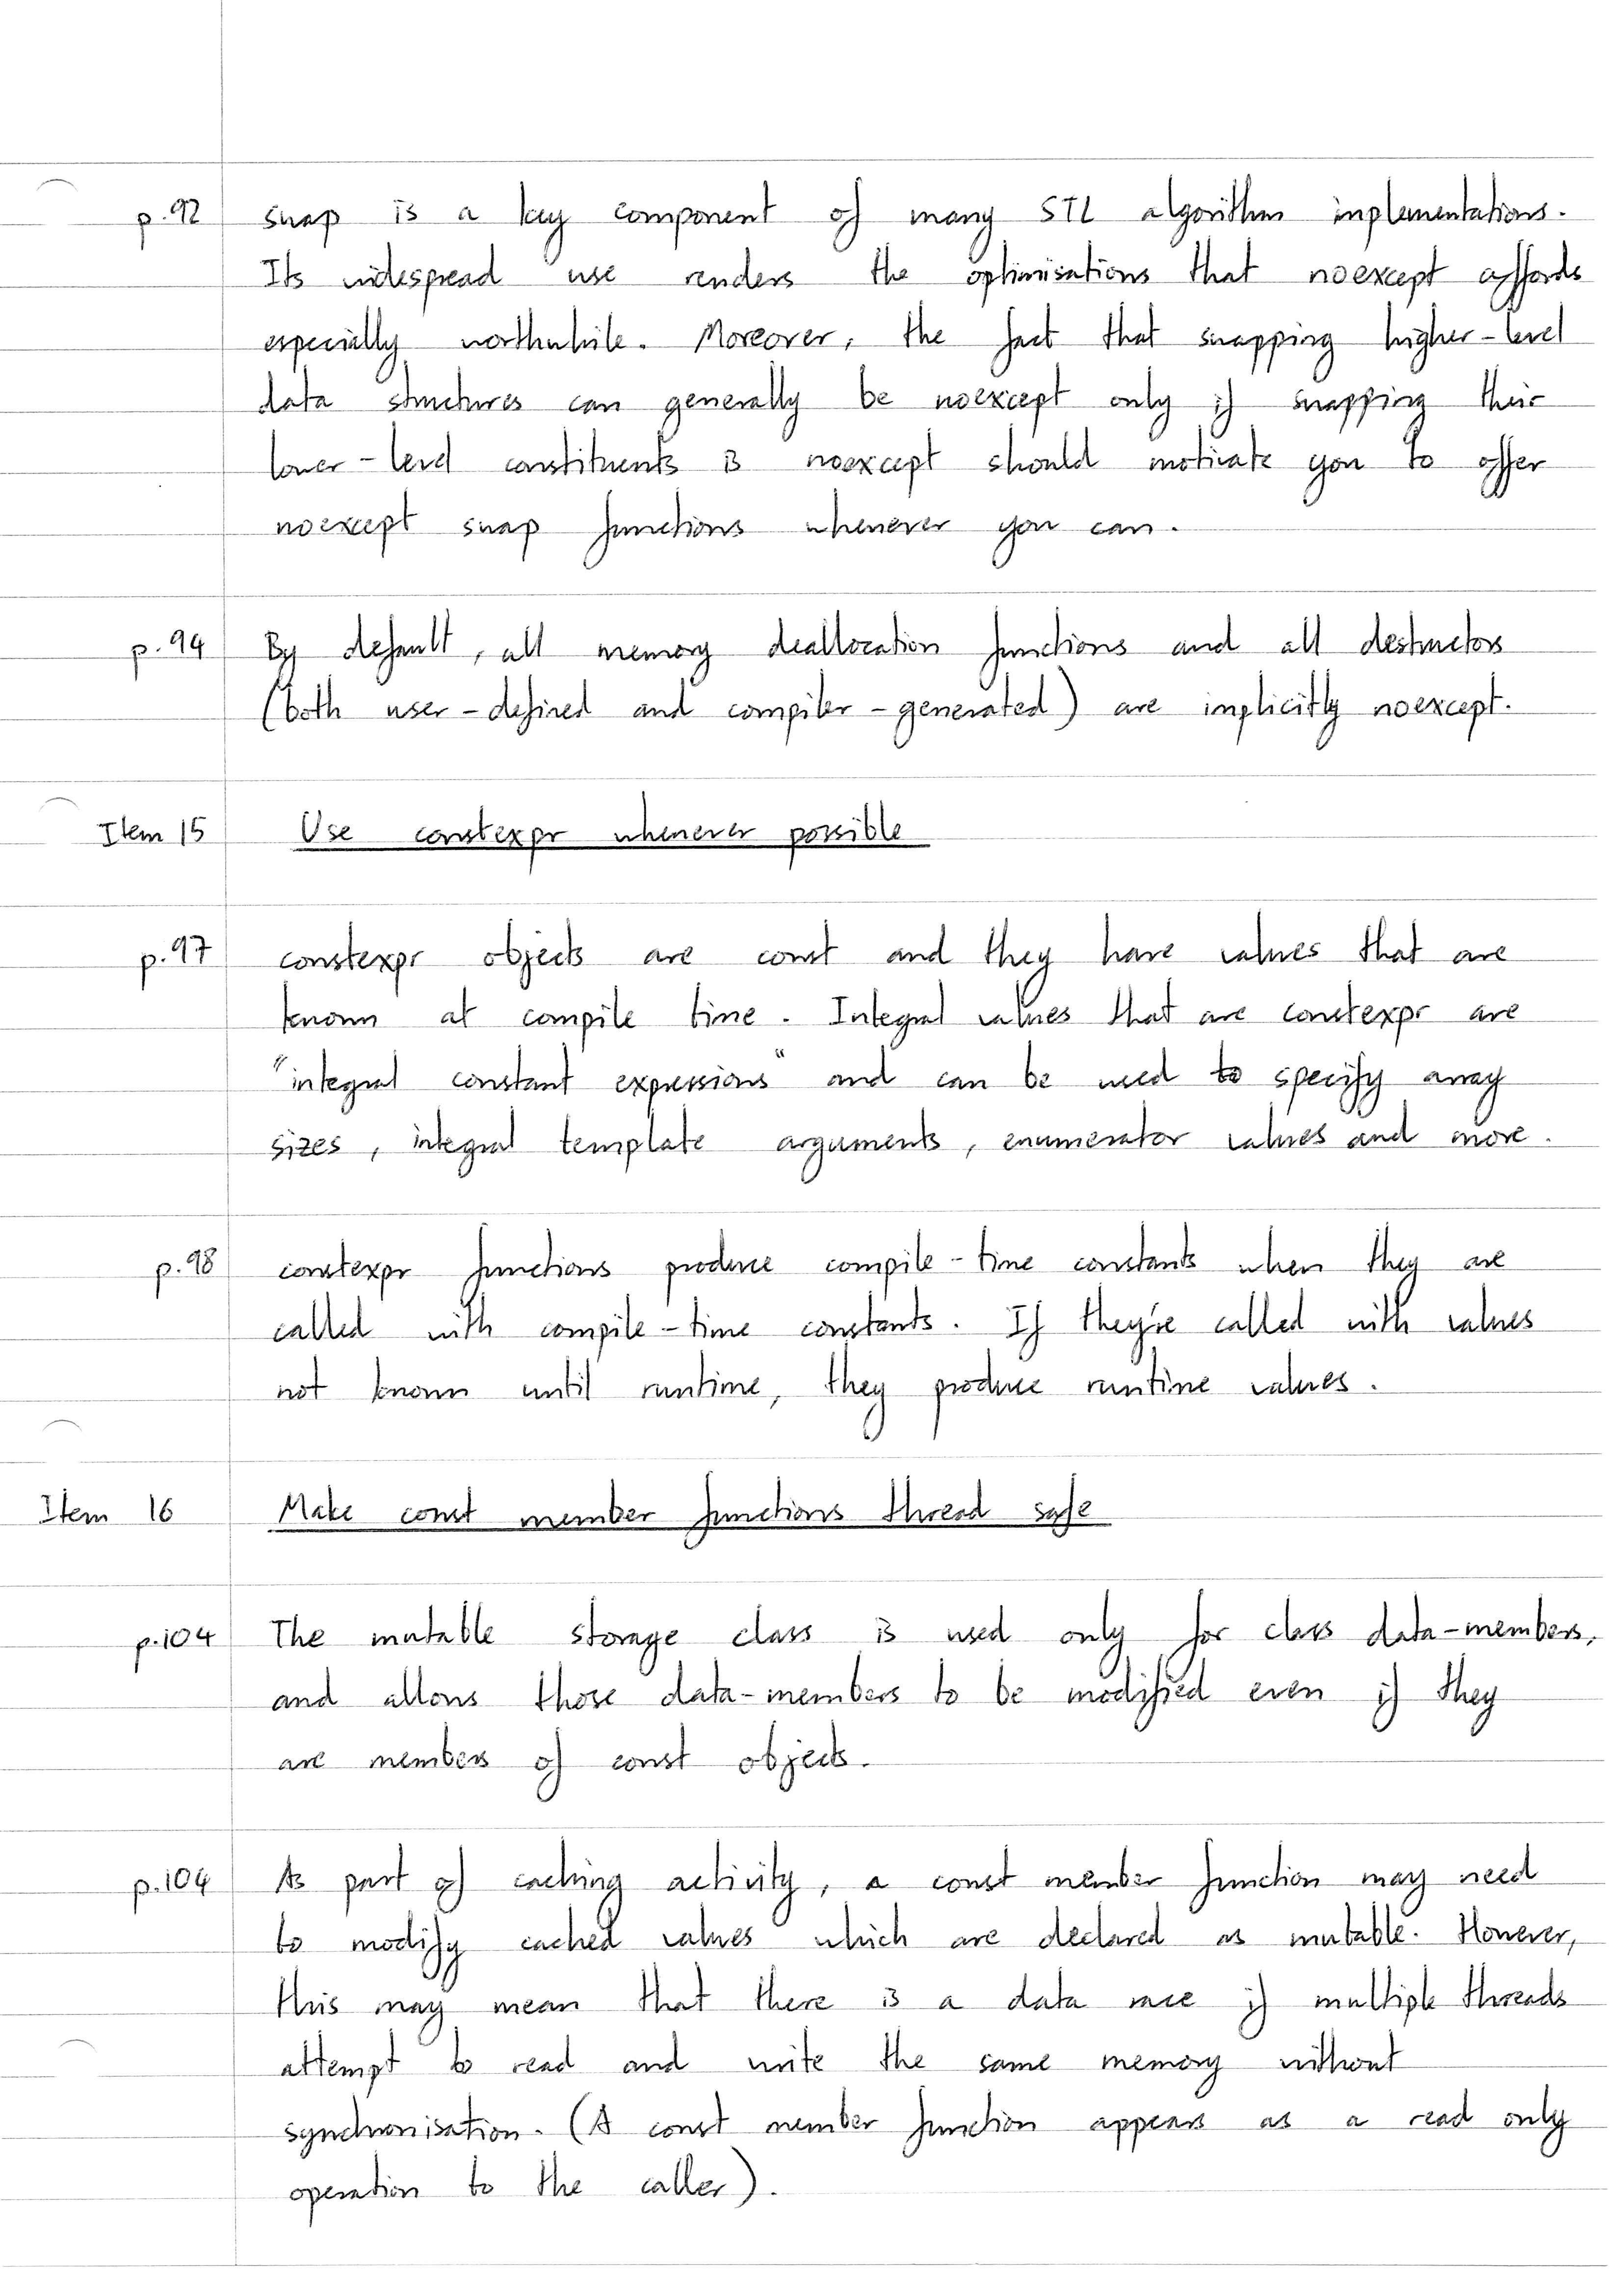 p.92 swap is a key component of many STL algorithm implementations.
Its widespread use renders the optimisations that noexcept affords
especially worthwhile. Moreover, the fact that swapping higher-level
data structures can generally be noexcept only if swapping their
lower-level constituents is noexcept should motivate you to offer
noexcept swap functions whenever you can.
p.94 By default, all memory deallocation functions and all destructors
(both user-defined and compiler-generated) are implicitly noexcept.
Item 15 Use constexpr whenever possible
p.97 constexpr objects are const and they have values that are
known at compile time. Integral values that are constexpr are
"integral constant expressions" and can be used to specify array
sizes, integral template arguments, enumerator values and more.
p.98 constexpr functions produce compile-time constants when they are
called with compile-time constants. If they're called with values
not known until runtime, they produce runtime values.
Item 16 Make const member functions thread safe
p.104 The mutable storage class is used only for class data-members,
and allows those data-members to be modified even if they
are members of const objects.
p.104 As part of caching activity, a const member function may need
to modify cached values which are declared as mutable. However,
this may mean that there is a data race if multiple threads
attempt to read and write the same memory without
synchronisation. (A const member function appears as a read only
operation to the caller).